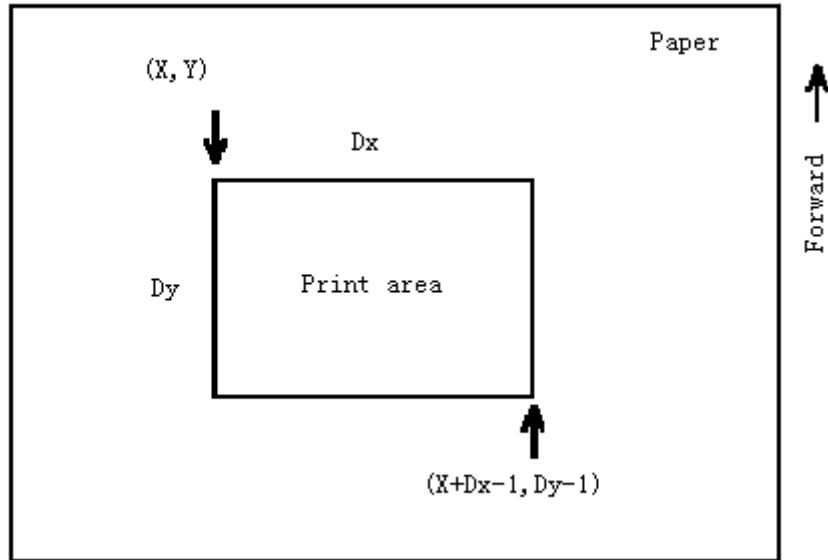 Paper
(X,Y)
Dx
Forward
Dy
Print area
(X+Dx-1,Dy-1)